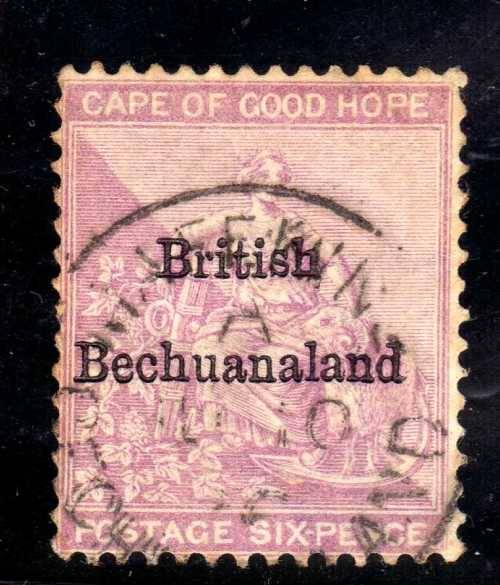 CAPE OF GOOD HOPE
British
Bechuanaland
POSTAGE SIX-PENCE